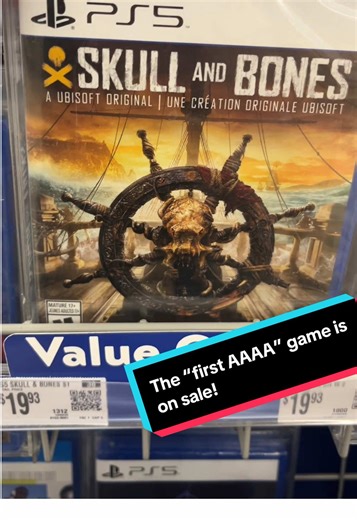 PS5
SKULL AND BONES
A UBISOFT ORIGINAL | UNE CRÉATION ORIGINALE UBISOFT
MATURE 17+
Value
The "first AAAA" game is
on sale!
$19.93
$19.93
PS5